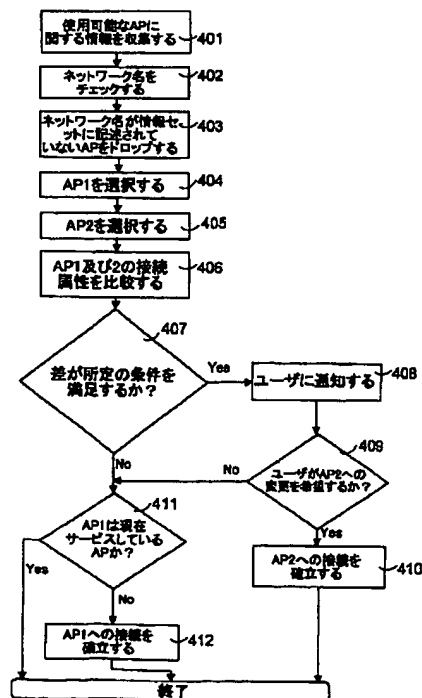 使用可能なAPに
関する情報を収集する
401
ネットワーク名を
チェックする
402
ネットワーク名が情報セッ
トに記述されて
いないAPをドロップする
403
AP1を選択する
404
AP2を選択する
405
AP1及び2の接続
属性を比較する
406
407
差が所定の条件を
満足するか?
Yes
408
ユーザに通知する
409
ユーザがAP2への
変更を希望するか?
No
No
411
AP1は現在
サービスしている
APか?
Yes
AP2への接続を
確立する
410
Yes
No
AP1への接続を
確立する
412
終了